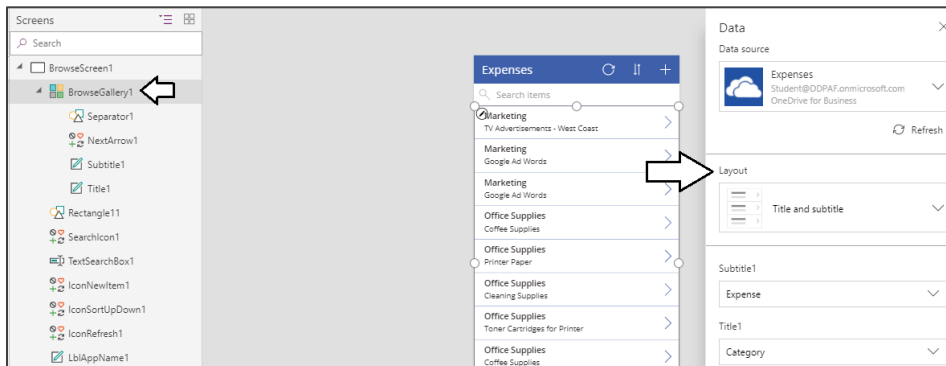 Screens
Search
BrowseScreen1
BrowseGallery1
Separator1
NextArrow1
Subtitle1
Title1
Rectangle11
SearchIcon1
TextSearchBox1
IconNewItem1
IconSortUpDown1
IconRefresh1
LblAppName1
Expenses
Search items
Marketing
TV Advertisements - West Coast
Marketing
Google Ad Words
Marketing
Google Ad Words
Office Supplies
Coffee Supplies
Office Supplies
Printer Paper
Office Supplies
Cleaning Supplies
Office Supplies
Toner Cartridges for Printer
Office Supplies
Coffee Supplies
Data
Data source
Expenses
Student@DDPAF.onmicrosoft.com
OneDrive for Business
Refresh
Layout
Title and subtitle
Subtitle1
Expense
Title1
Category